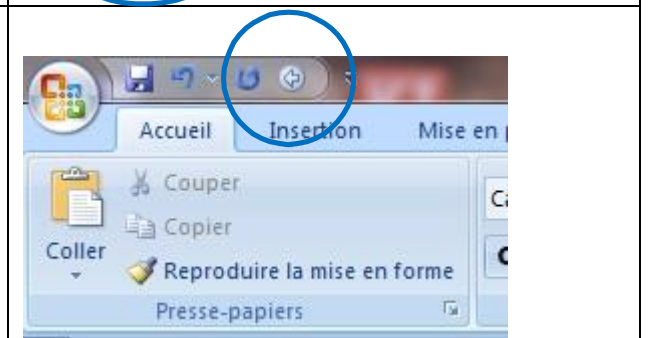 Accueil Insertion Mise en
Couper
Copier
Coller
Reproduire la mise en forme
Presse-papiers